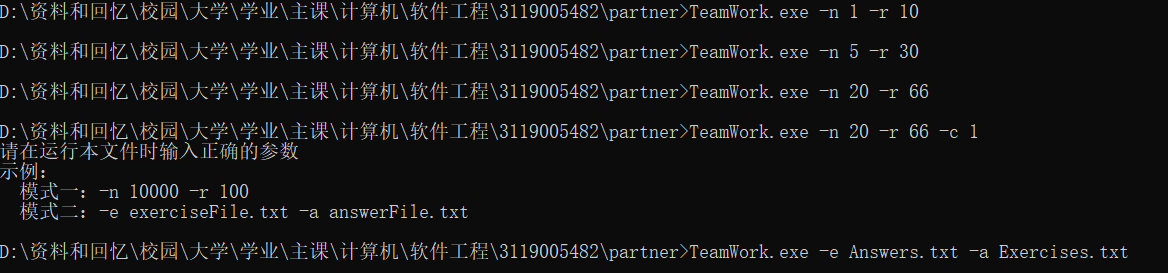 D:\资料和回忆\校园\大学\学业\主课\计算机\软件工程\3119005482\partner>TeamWork.exe -n 1 -r 10
D:\资料和回忆\校园\大学\学业\主课\计算机\软件工程\3119005482\partner>TeamWork.exe -n 5 -r 30
D:\资料和回忆\校园\大学\学业\主课\计算机\软件工程\3119005482\partner>TeamWork.exe -n 20 -r 66
D:\资料和回忆\校园\大学\学业\主课\计算机\软件工程\3119005482\partner>TeamWork.exe -n 20 -r 66 -c 1
请在运行本文件时输入正确的参数
示例:
  模式一: -n 10000 -r 100
  模式二: -e exerciseFile.txt -a answerFile.txt
D:\资料和回忆\校园\大学\学业\主课\计算机\软件工程\3119005482\partner>TeamWork.exe -e Answers.txt -a Exercises.txt